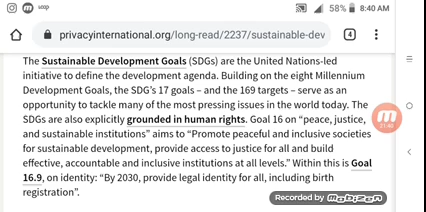 loop
58% 8:40 AM
privacyinternational.org/long-read/2237/sustainable-dev
4
The Sustainable Development Goals (SDGs) are the United Nations-led
initiative to define the development agenda. Building on the eight Millennium
Development Goals, the SDG's 17 goals – and the 169 targets – serve as an
opportunity to tackle many of the most pressing issues in the world today. The
SDGs are also explicitly grounded in human rights. Goal 16 on "peace, justice,
and sustainable institutions" aims to "Promote peaceful and inclusive societies
for sustainable development, provide access to justice for all and build
effective, accountable and inclusive institutions at all levels." Within this is Goal
16.9, on identity: "By 2030, provide legal identity for all, including birth
registration".
Recorded by MOBIZEN